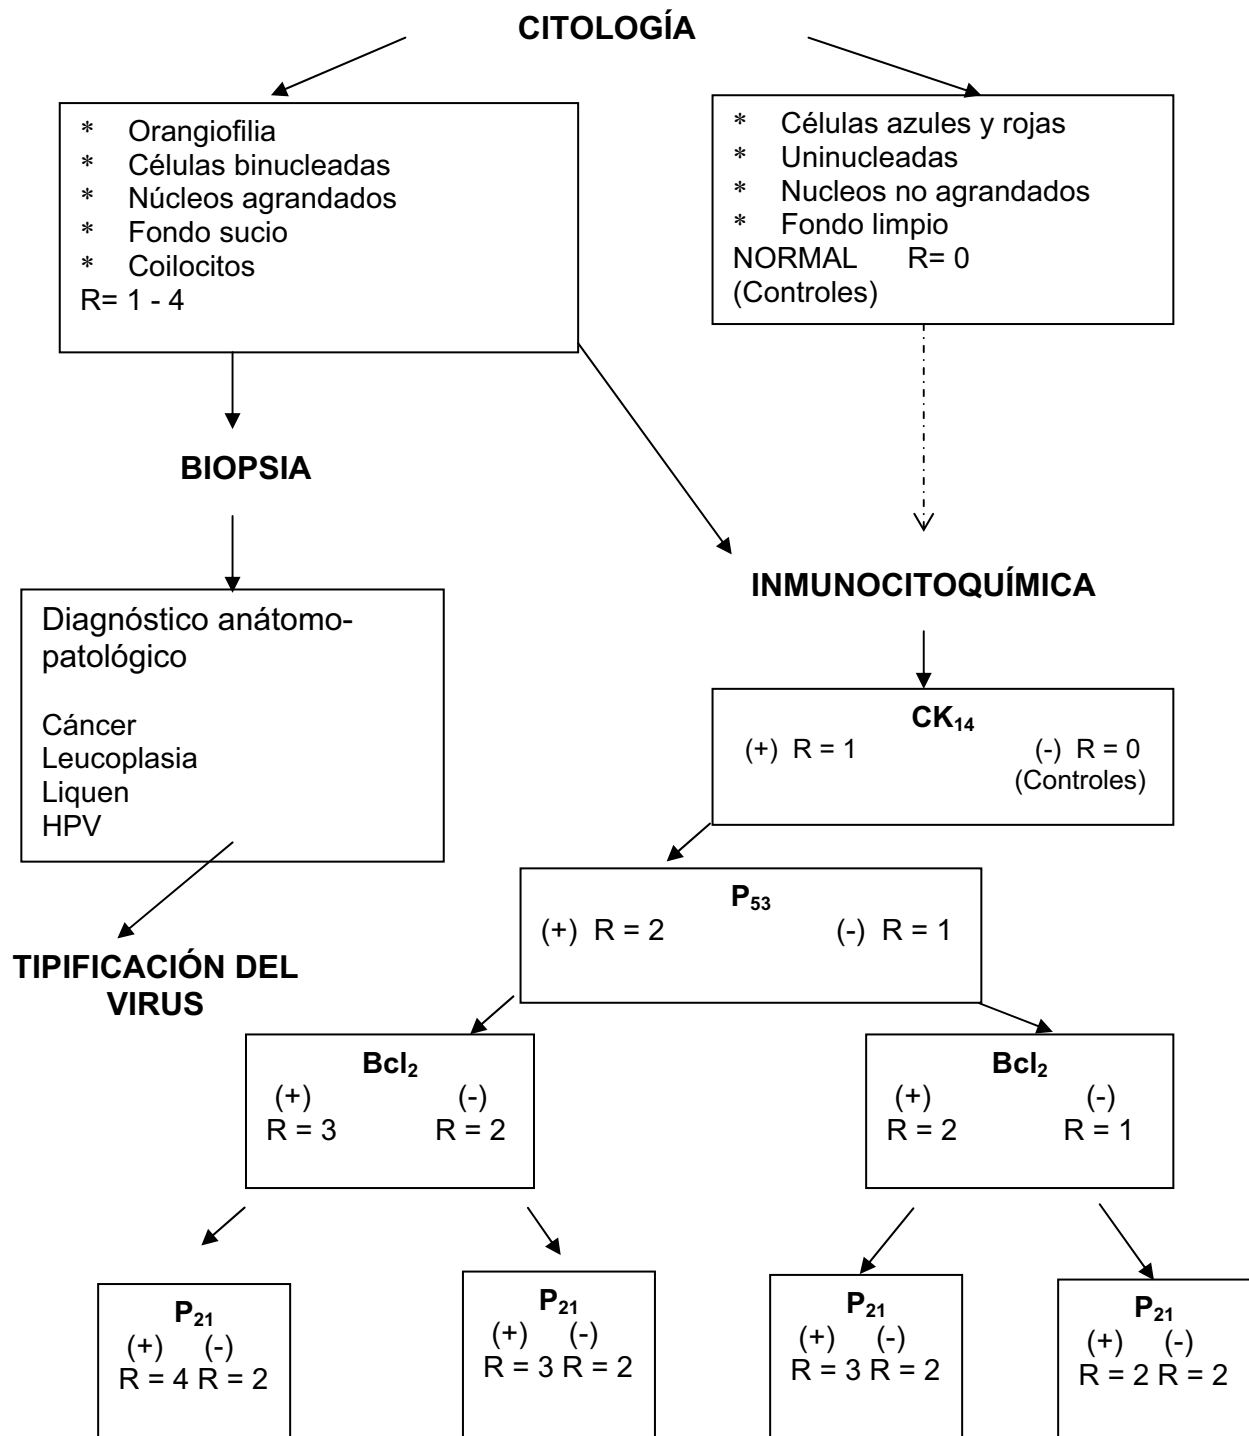 CITOLOGÍA
* Orangiofilia
* Células binucleadas
* Núcleos agrandados
* Fondo sucio
* Coilocitos
R= 1 - 4
* Células azules y rojas
* Uninucleadas
* Nucleos no agrandados
* Fondo limpio
NORMAL R= 0
(Controles)
BIOPSIA
Diagnóstico anátomo-
patológico
Cáncer
Leucoplasia
Liquen
HPV
TIPIFICACIÓN DEL
VIRUS
INMUNOCITOQUÍMICA
CK14
(+) R = 1 (-) R = 0
(Controles)
P53
(+) R = 2 (-) R = 1
Bcl2
(+) (-)
R = 3 R = 2
Bcl2
(+) (-)
R = 2 R = 1
P21
(+) (-)
R = 4 R = 2
P21
(+) (-)
R = 3 R = 2
P21
(+) (-)
R = 3 R = 2
P21
(+) (-)
R = 2 R = 2